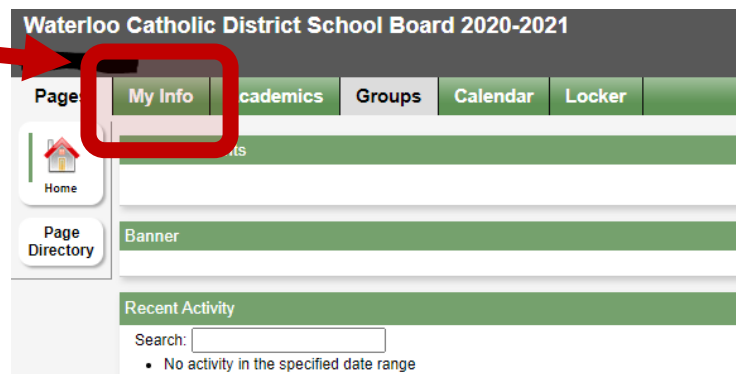 Waterloo Catholic District School Board 2020-2021
Pages My Info Academics Groups Calendar Locker
Home
Page
Directory
Banner
Recent Activity
Search:
• No activity in the specified date range